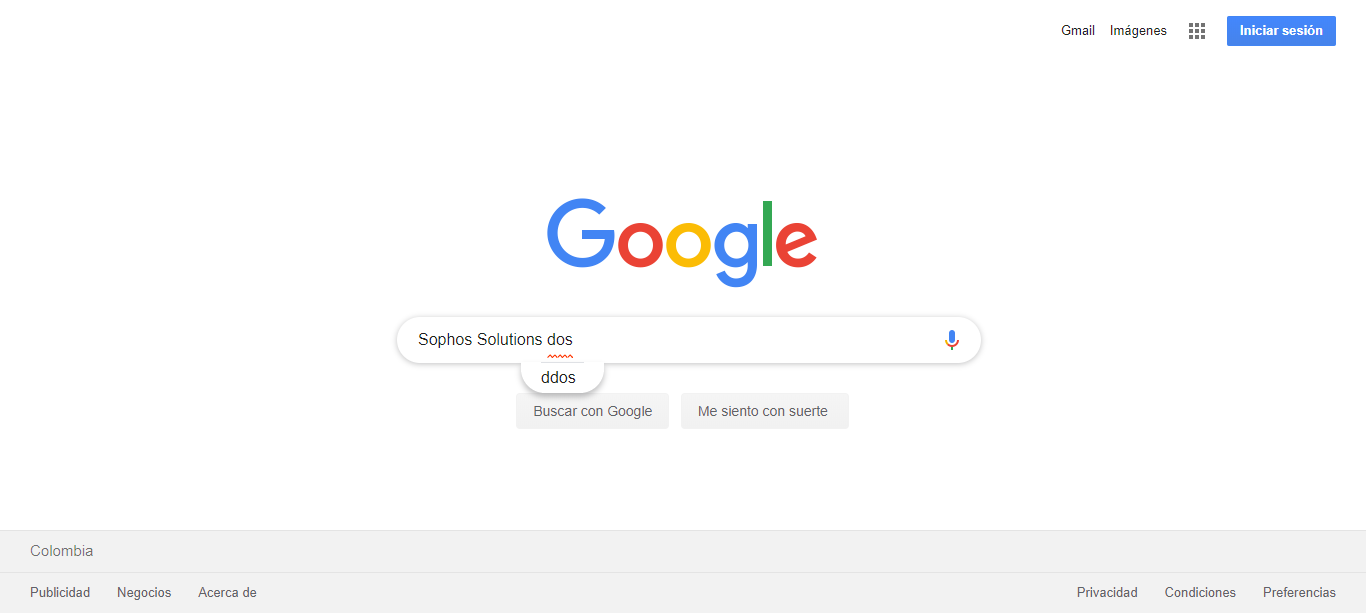 Gmail Imágenes Iniciar sesión
Google
Sophos Solutions dos
ddos
Buscar con Google Me siento con suerte
Colombia
Publicidad Negocios Acerca de Privacidad Condiciones Preferencias